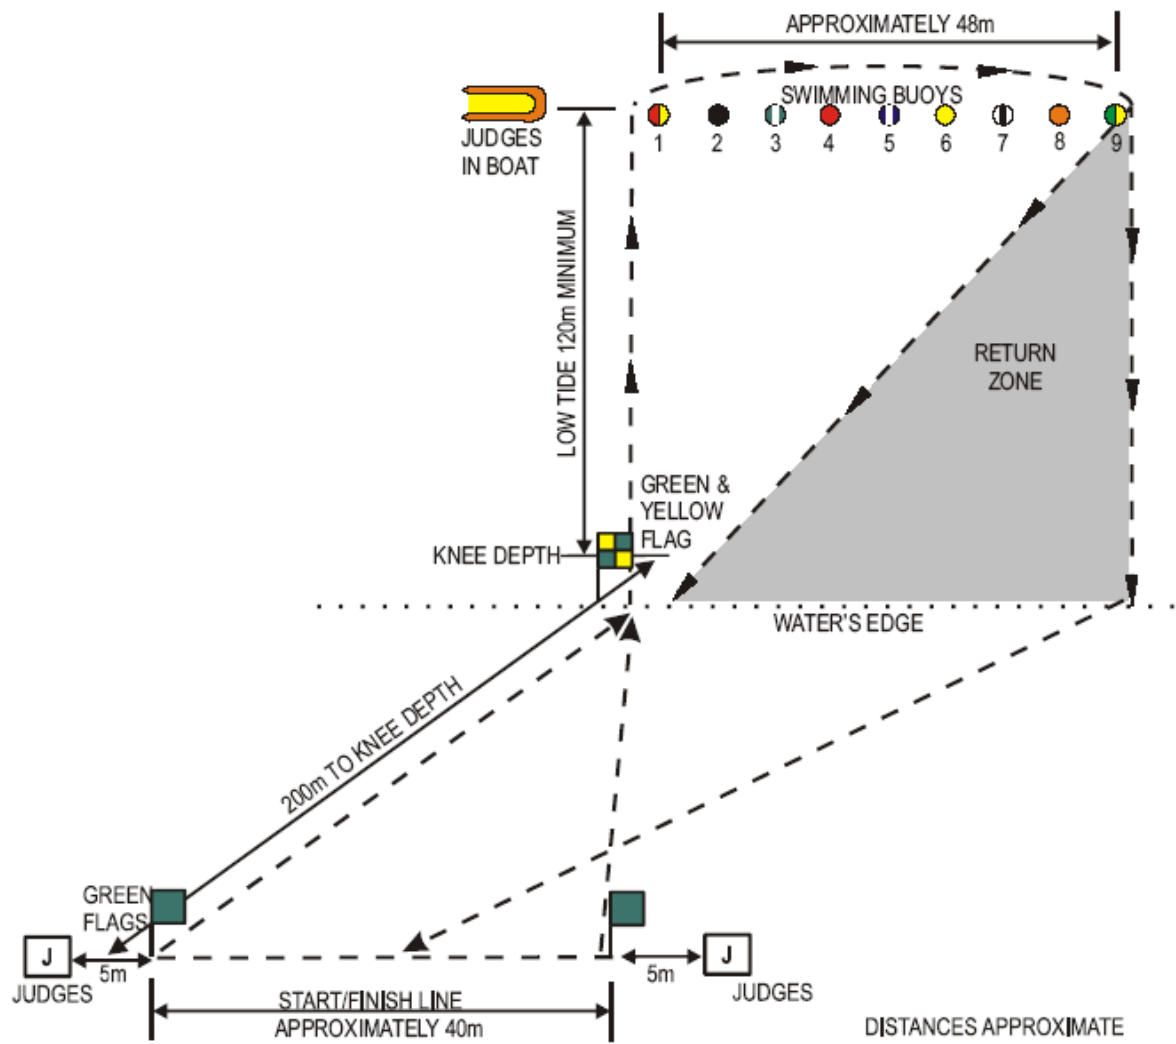 APPROXIMATELY 48m
SWIMMING BUOYS
1 2 3 4 5 6 7 8 9
JUDGES
IN BOAT
LOW TIDE 120m MINIMUM
RETURN
ZONE
GREEN &
YELLOW
FLAG
KNEE DEPTH
WATER'S EDGE
200m TO KNEE DEPTH
GREEN
FLAGS
J
5m
JUDGES
J
5m
JUDGES
START/FINISH LINE
APPROXIMATELY 40m
DISTANCES APPROXIMATE